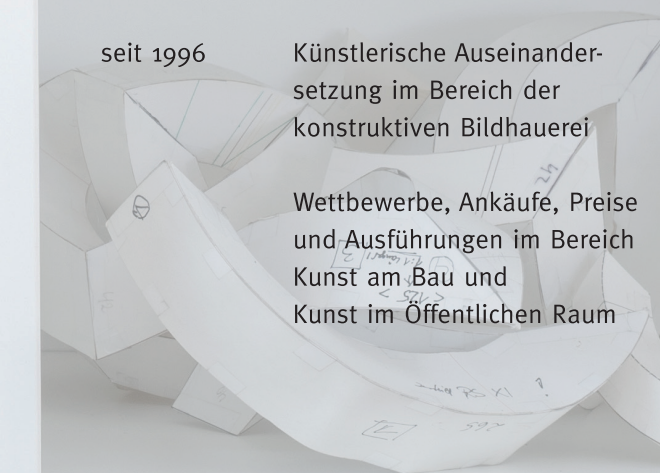 seit 1996
Künstlerische Auseinander-
setzung im Bereich der
konstruktiven Bildhauerei
Wettbewerbe, Ankäufe, Preise
und Ausführungen im Bereich
Kunst am Bau und
Kunst im Öffentlichen Raum